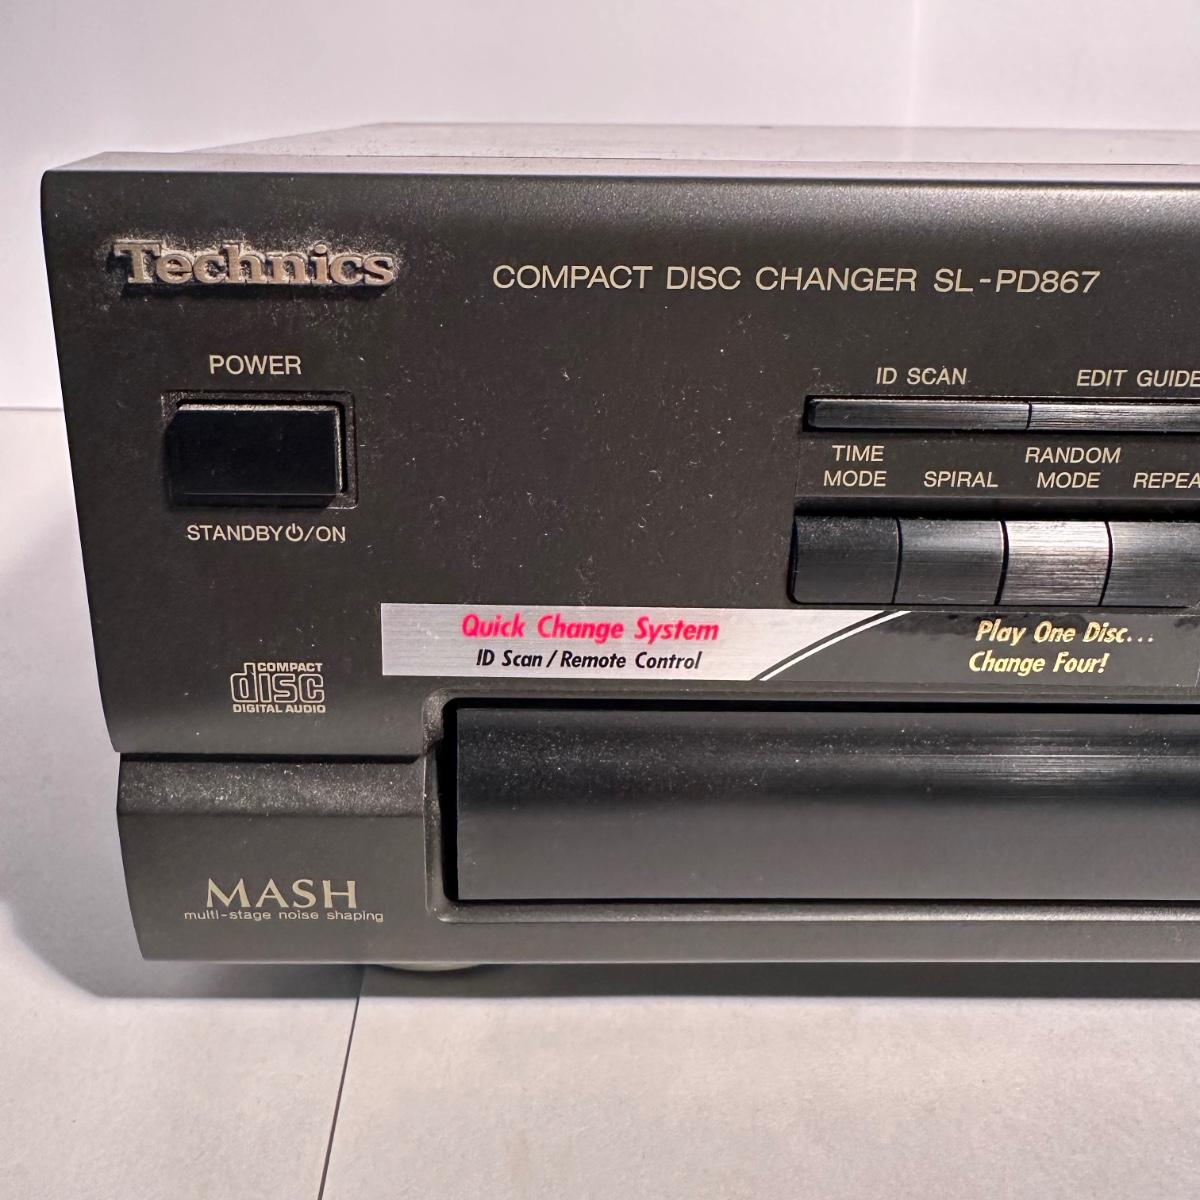 Technics
COMPACT DISC CHANGER SL-PD867
POWER
STANDBY⏻/ON
ID SCAN
EDIT GUIDE
TIME MODE
SPIRAL
RANDOM MODE
REPEA
Quick Change System
ID Scan / Remote Control
Play One Disc...
Change Four!
COMPACT
disc
DIGITAL AUDIO
MASH
multi-stage noise shaping